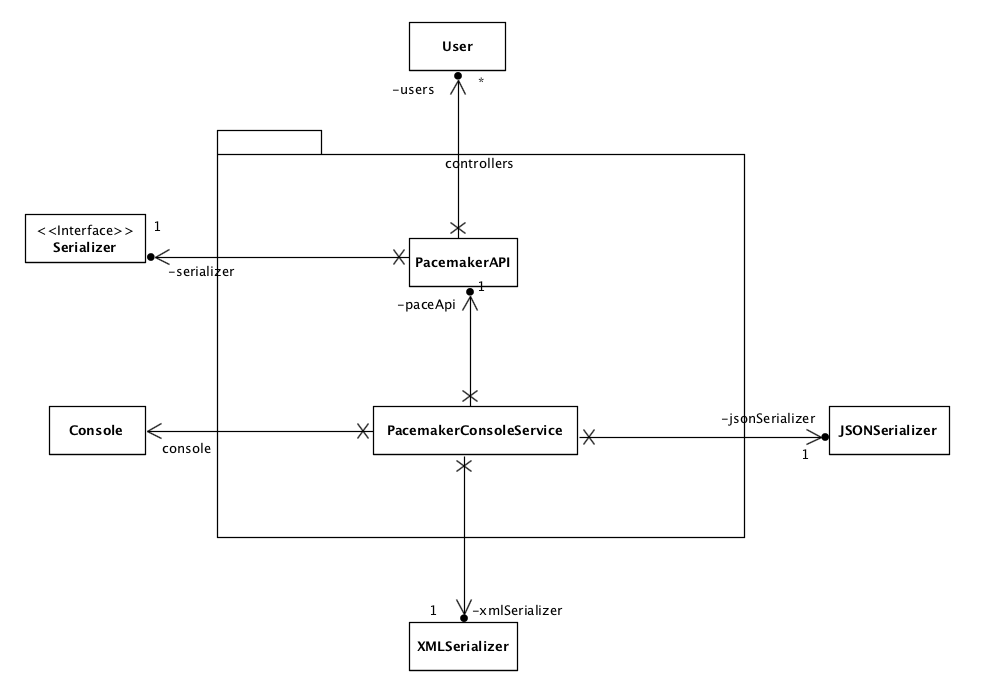 User
*
-users
controllers
<<Interface>>
Serializer
1
-serializer
PacemakerAPI
1
-paceApi
Console
console
PacemakerConsoleService
-jsonSerializer
JSONSerializer
1
1
-xmlSerializer
XMLSerializer